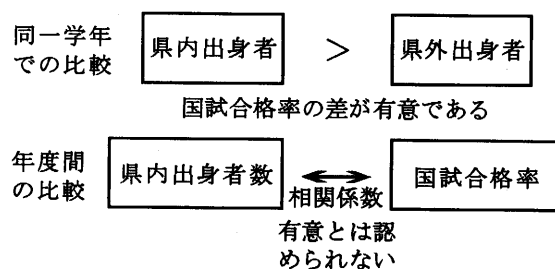 同一学年
での比較
県内出身者 > 県外出身者
国試合格率の差が有意である
年度間
の比較
県内出身者数 国試合格率
相関係数
有意とは認
められない